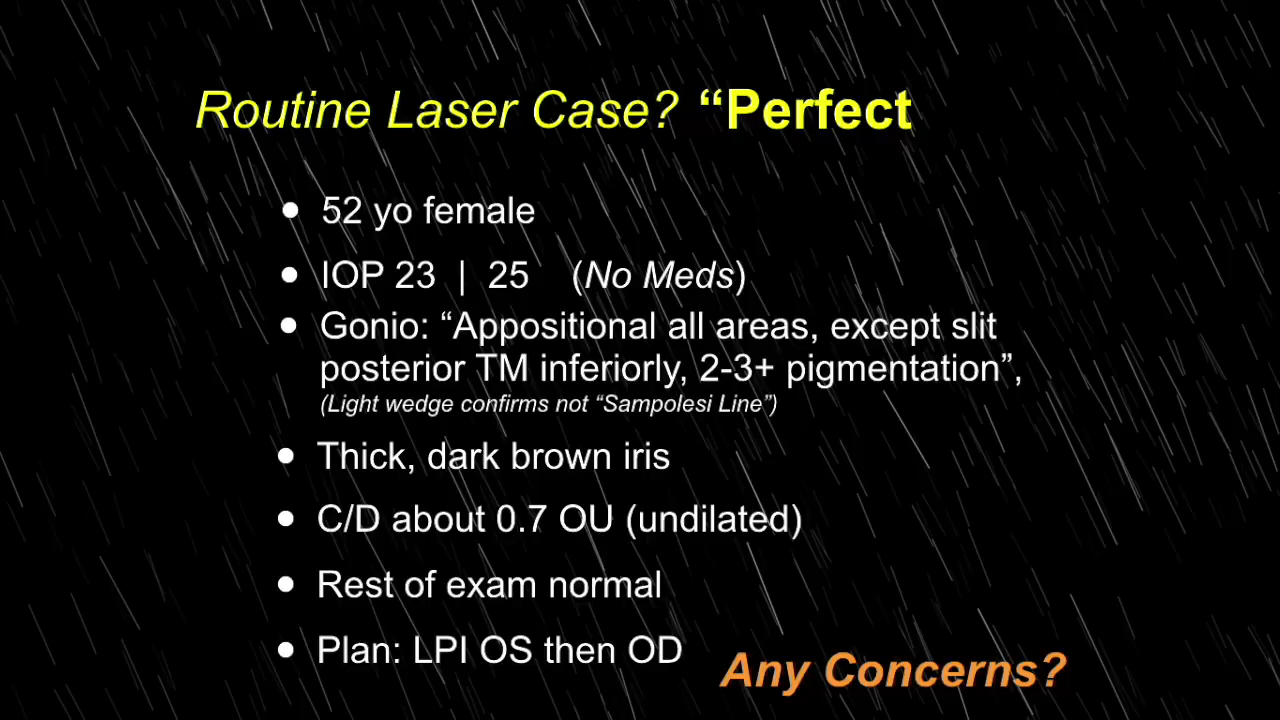 Routine Laser Case? “Perfect
• 52 yo female
• IOP 23 | 25 (No Meds)
• Gonio: “Appositional all areas, except slit
posterior TM inferiorly, 2-3+ pigmentation”,
(Light wedge confirms not “Sampolesi Line”)
• Thick, dark brown iris
• C/D about 0.7 OU (undilated)
• Rest of exam normal
• Plan: LPI OS then OD
Any Concerns?